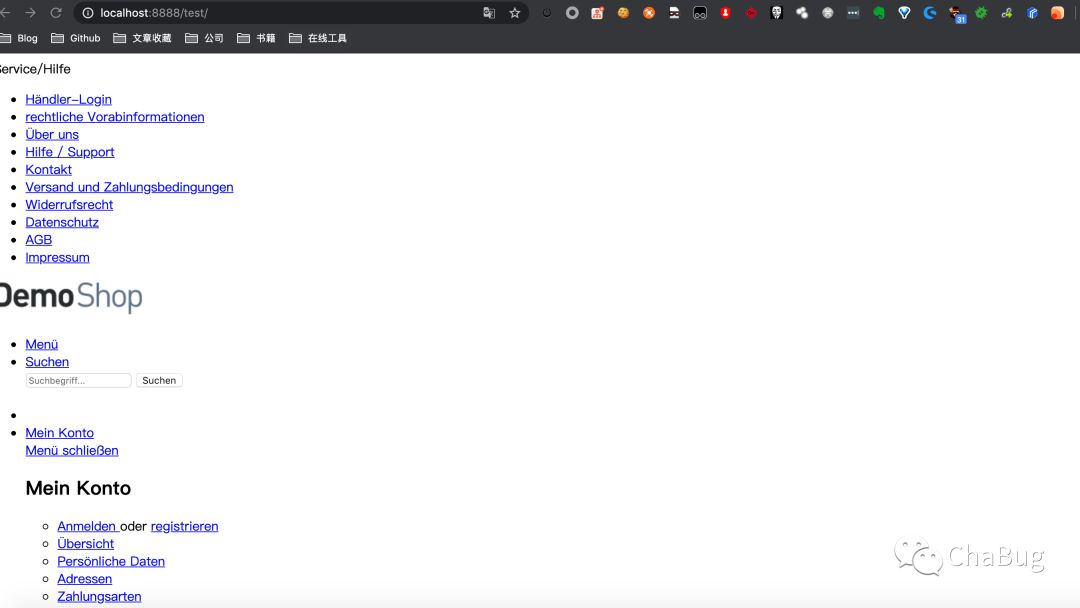 localhost:8888/test/
Blog Github 文章收藏 公司 书籍 在线工具
Service/Hilfe
Händler-Login
rechtliche Vorabinformationen
Über uns
Hilfe / Support
Kontakt
Versand und Zahlungsbedingungen
Widerrufsrecht
Datenschutz
AGB
Impressum
DemoShop
Menü
Suchen
Suchbegriff... Suchen
Mein Konto
Menü schließen
Mein Konto
Anmelden oder registrieren
Übersicht
Persönliche Daten
Adressen
Zahlungsarten
ChaBug
31